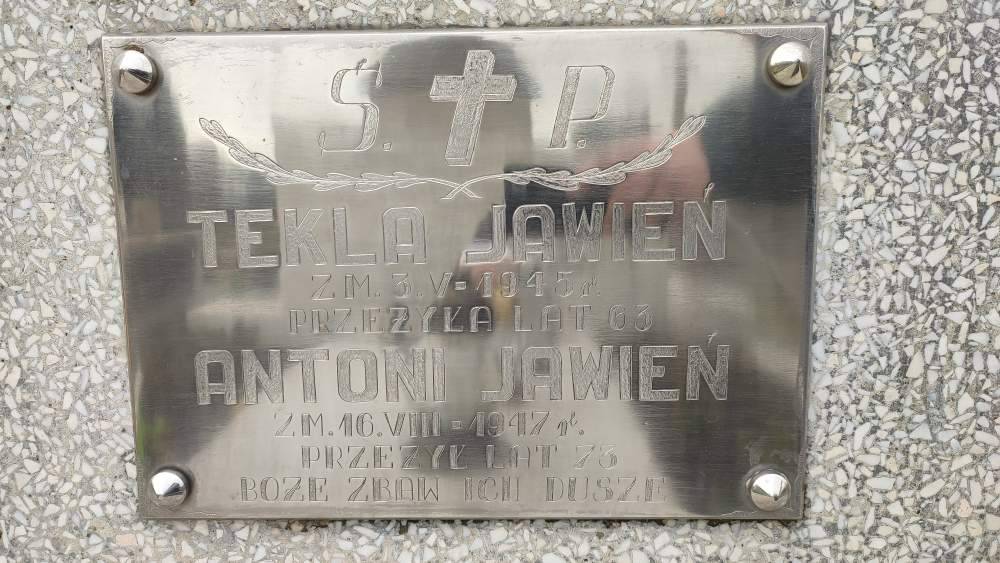 Ś. P.
TEKLA JAWIEŃ
ZM. 3. V = 1945 r.
PRZEŻYŁA LAT 63
ANTONI JAWIEŃ
ZM. 16. VIII = 1947 r.
PRZEŻYŁ LAT 73
BOŻE ZBAW ICH DUSZE